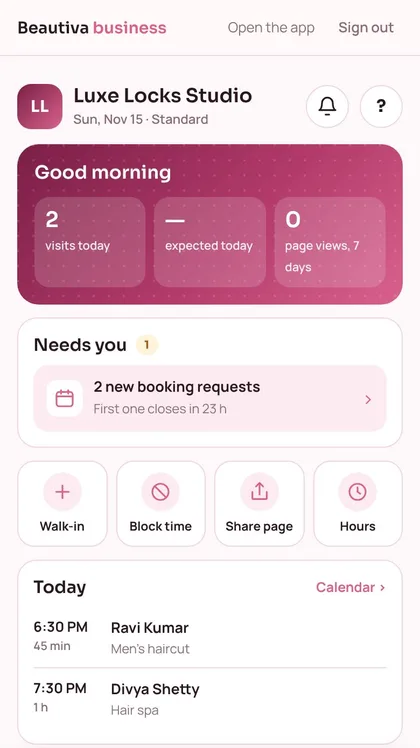 Beautiva business
Open the app
Sign out
LL
Luxe Locks Studio
Sun, Nov 15 · Standard
?
Good morning
2
visits today
—
expected today
0
page views, 7
days
Needs you 1
2 new booking requests
First one closes in 23 h
Walk-in
Block time
Share page
Hours
Today
Calendar ›
6:30 PM
Ravi Kumar
45 min
Men's haircut
7:30 PM
Divya Shetty
1 h
Hair spa